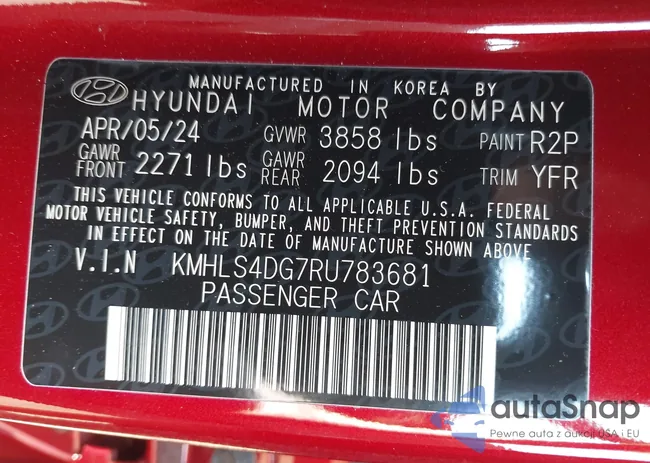 MANUFACTURED IN KOREA BY
HYUNDAI MOTOR COMPANY
APR/05/24 GVWR 3858 lbs PAINT R2P
GAWR FRONT 2271 lbs GAWR REAR 2094 lbs TRIM YFR
THIS VEHICLE CONFORMS TO ALL APPLICABLE U.S.A. FEDERAL
MOTOR VEHICLE SAFETY, BUMPER, AND THEFT PREVENTION STANDARDS
IN EFFECT ON THE DATE OF MANUFACTURE SHOWN ABOVE
V.I.N KMHLS4DG7RU783681
PASSENGER CAR
autaSnap
Pewne auta z aukcji USA i EU